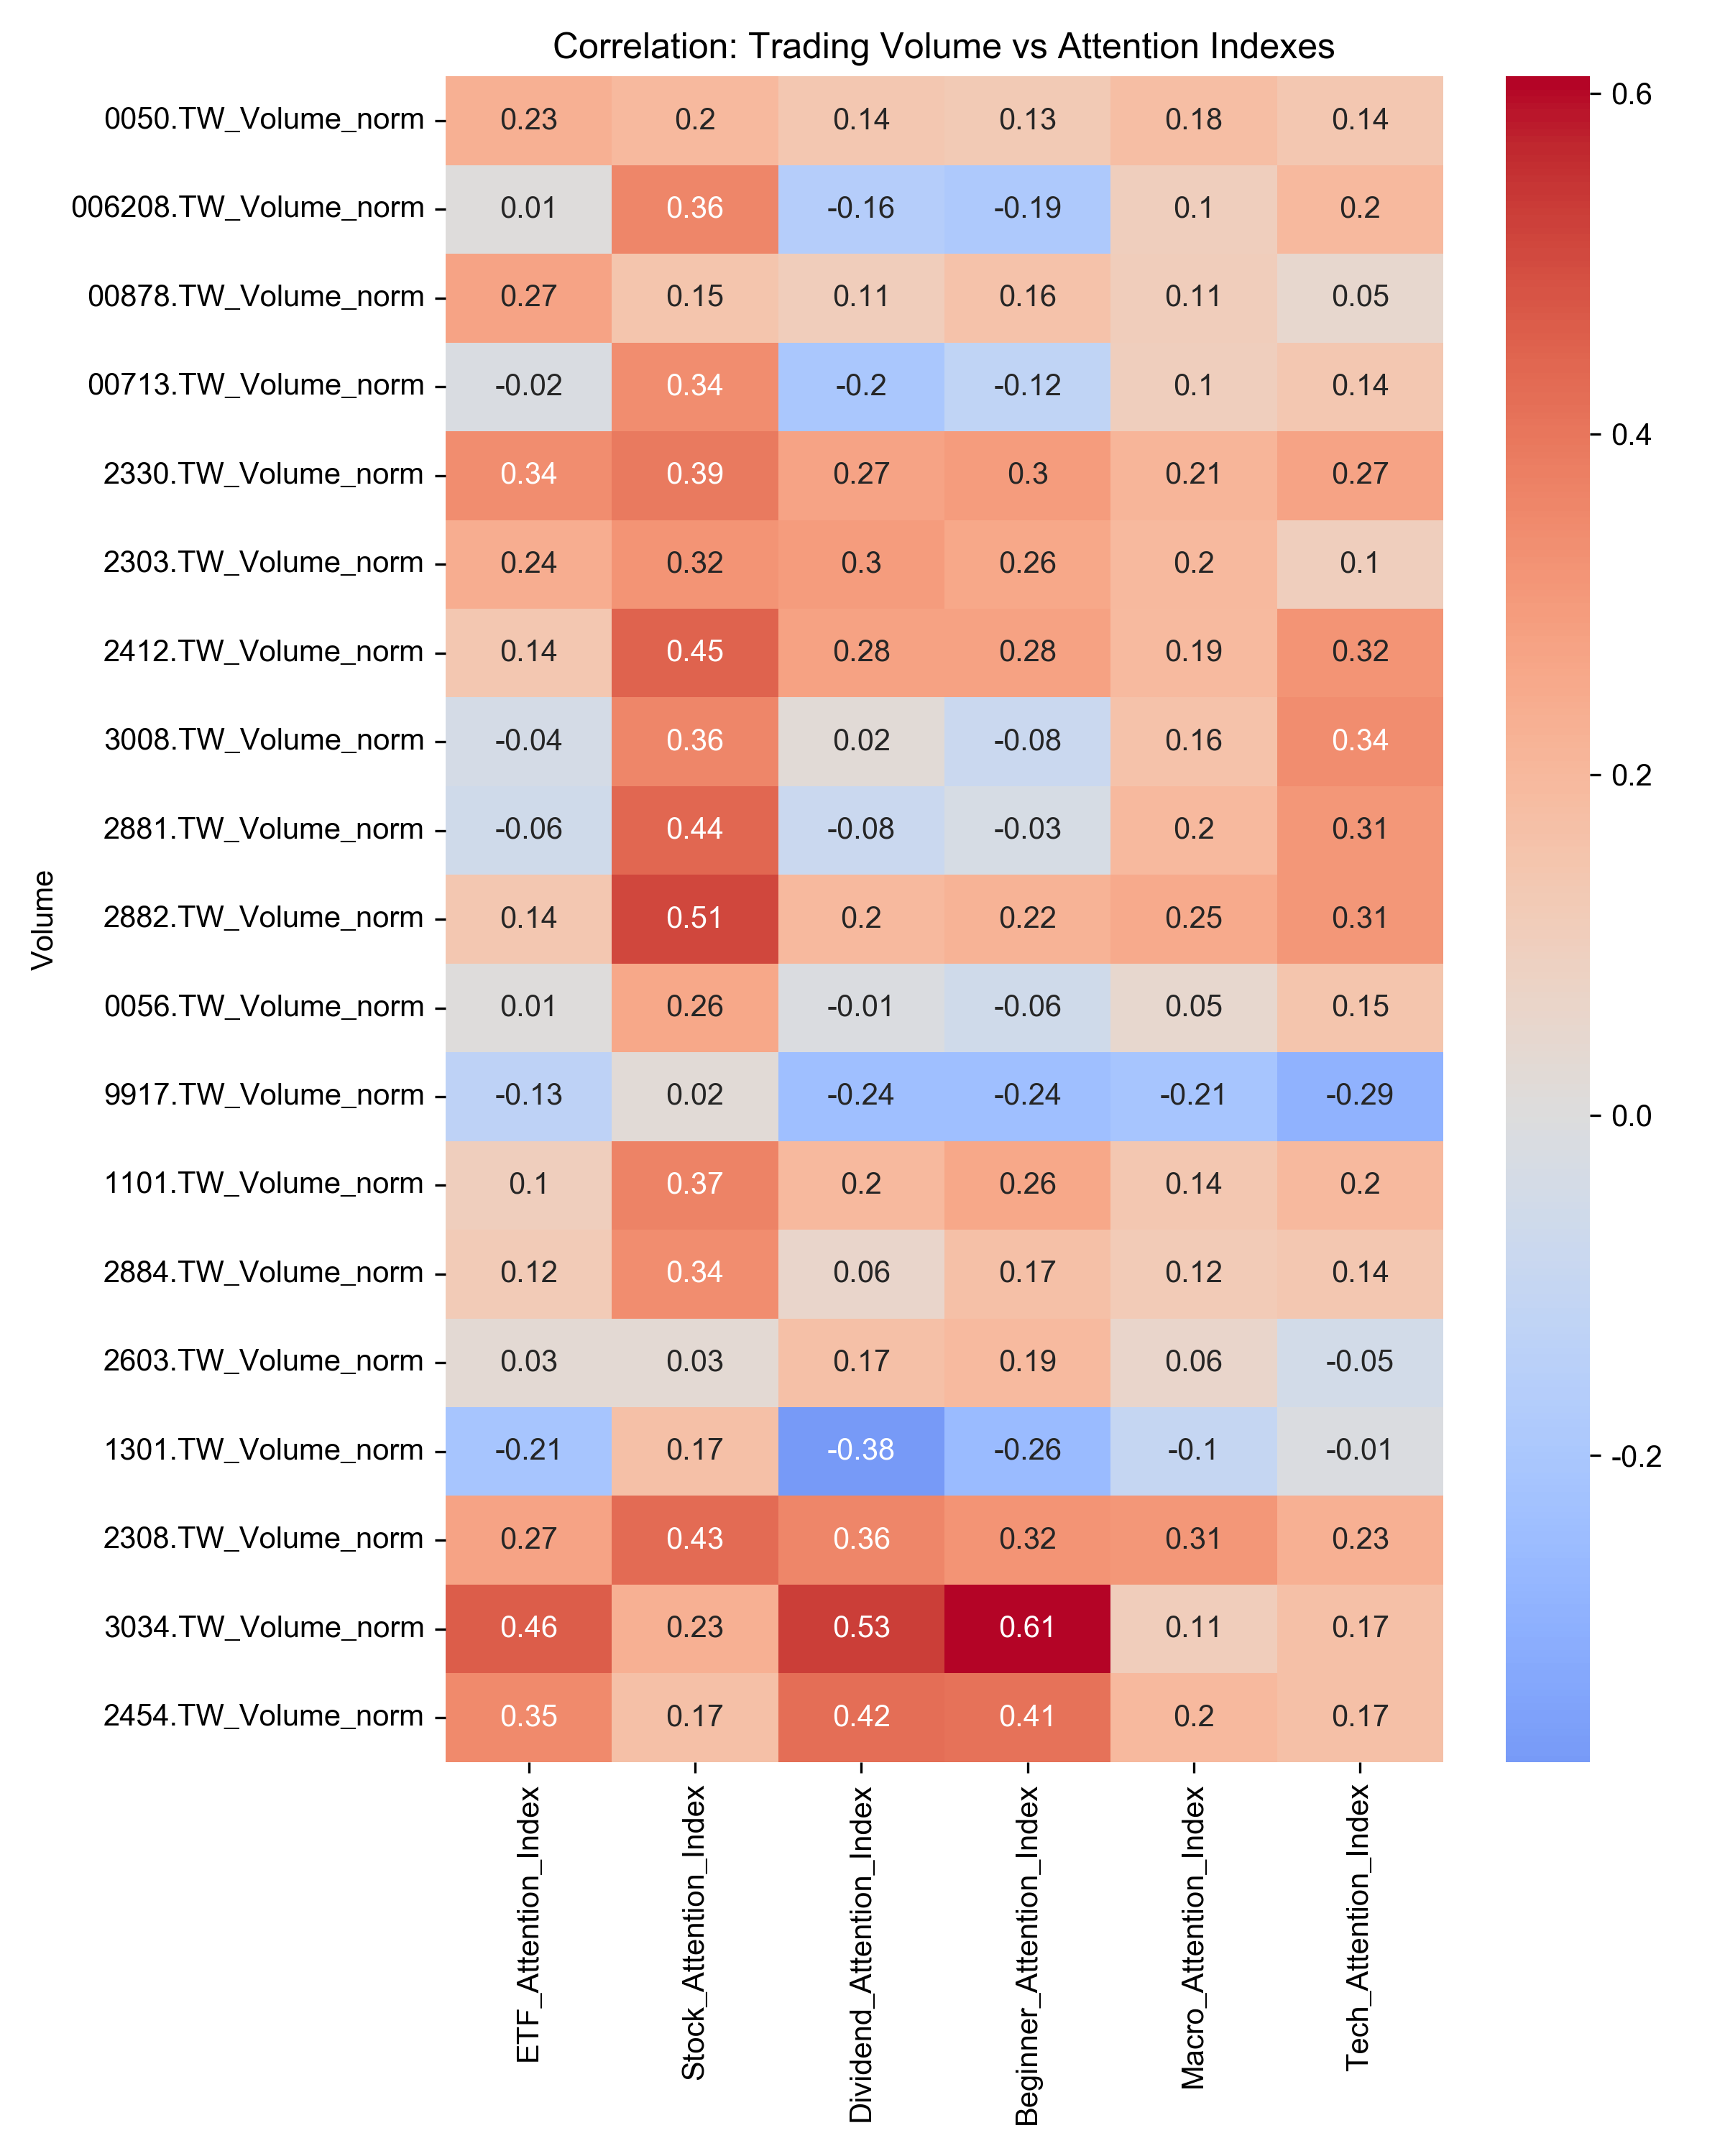 Correlation: Trading Volume vs Attention Indexes
0050.TW_Volume_norm 0.23 0.2 0.14 0.13 0.18 0.14
006208.TW_Volume_norm 0.01 0.36 -0.16 -0.19 0.1 0.2
00878.TW_Volume_norm 0.27 0.15 0.11 0.16 0.11 0.05
00713.TW_Volume_norm -0.02 0.34 -0.2 -0.12 0.1 0.14
2330.TW_Volume_norm 0.34 0.39 0.27 0.3 0.21 0.27
2303.TW_Volume_norm 0.24 0.32 0.3 0.26 0.2 0.1
2412.TW_Volume_norm 0.14 0.45 0.28 0.28 0.19 0.32
3008.TW_Volume_norm -0.04 0.36 0.02 -0.08 0.16 0.34
2881.TW_Volume_norm -0.06 0.44 -0.08 -0.03 0.2 0.31
2882.TW_Volume_norm 0.14 0.51 0.2 0.22 0.25 0.31
0056.TW_Volume_norm 0.01 0.26 -0.01 -0.06 0.05 0.15
9917.TW_Volume_norm -0.13 0.02 -0.24 -0.24 -0.21 -0.29
1101.TW_Volume_norm 0.1 0.37 0.2 0.26 0.14 0.2
2884.TW_Volume_norm 0.12 0.34 0.06 0.17 0.12 0.14
2603.TW_Volume_norm 0.03 0.03 0.17 0.19 0.06 -0.05
1301.TW_Volume_norm -0.21 0.17 -0.38 -0.26 -0.1 -0.01
2308.TW_Volume_norm 0.27 0.43 0.36 0.32 0.31 0.23
3034.TW_Volume_norm 0.46 0.23 0.53 0.61 0.11 0.17
2454.TW_Volume_norm 0.35 0.17 0.42 0.41 0.2 0.17
Volume
ETF_Attention_Index
Stock_Attention_Index
Dividend_Attention_Index
Beginner_Attention_Index
Macro_Attention_Index
Tech_Attention_Index
0.6
0.4
0.2
0.0
-0.2